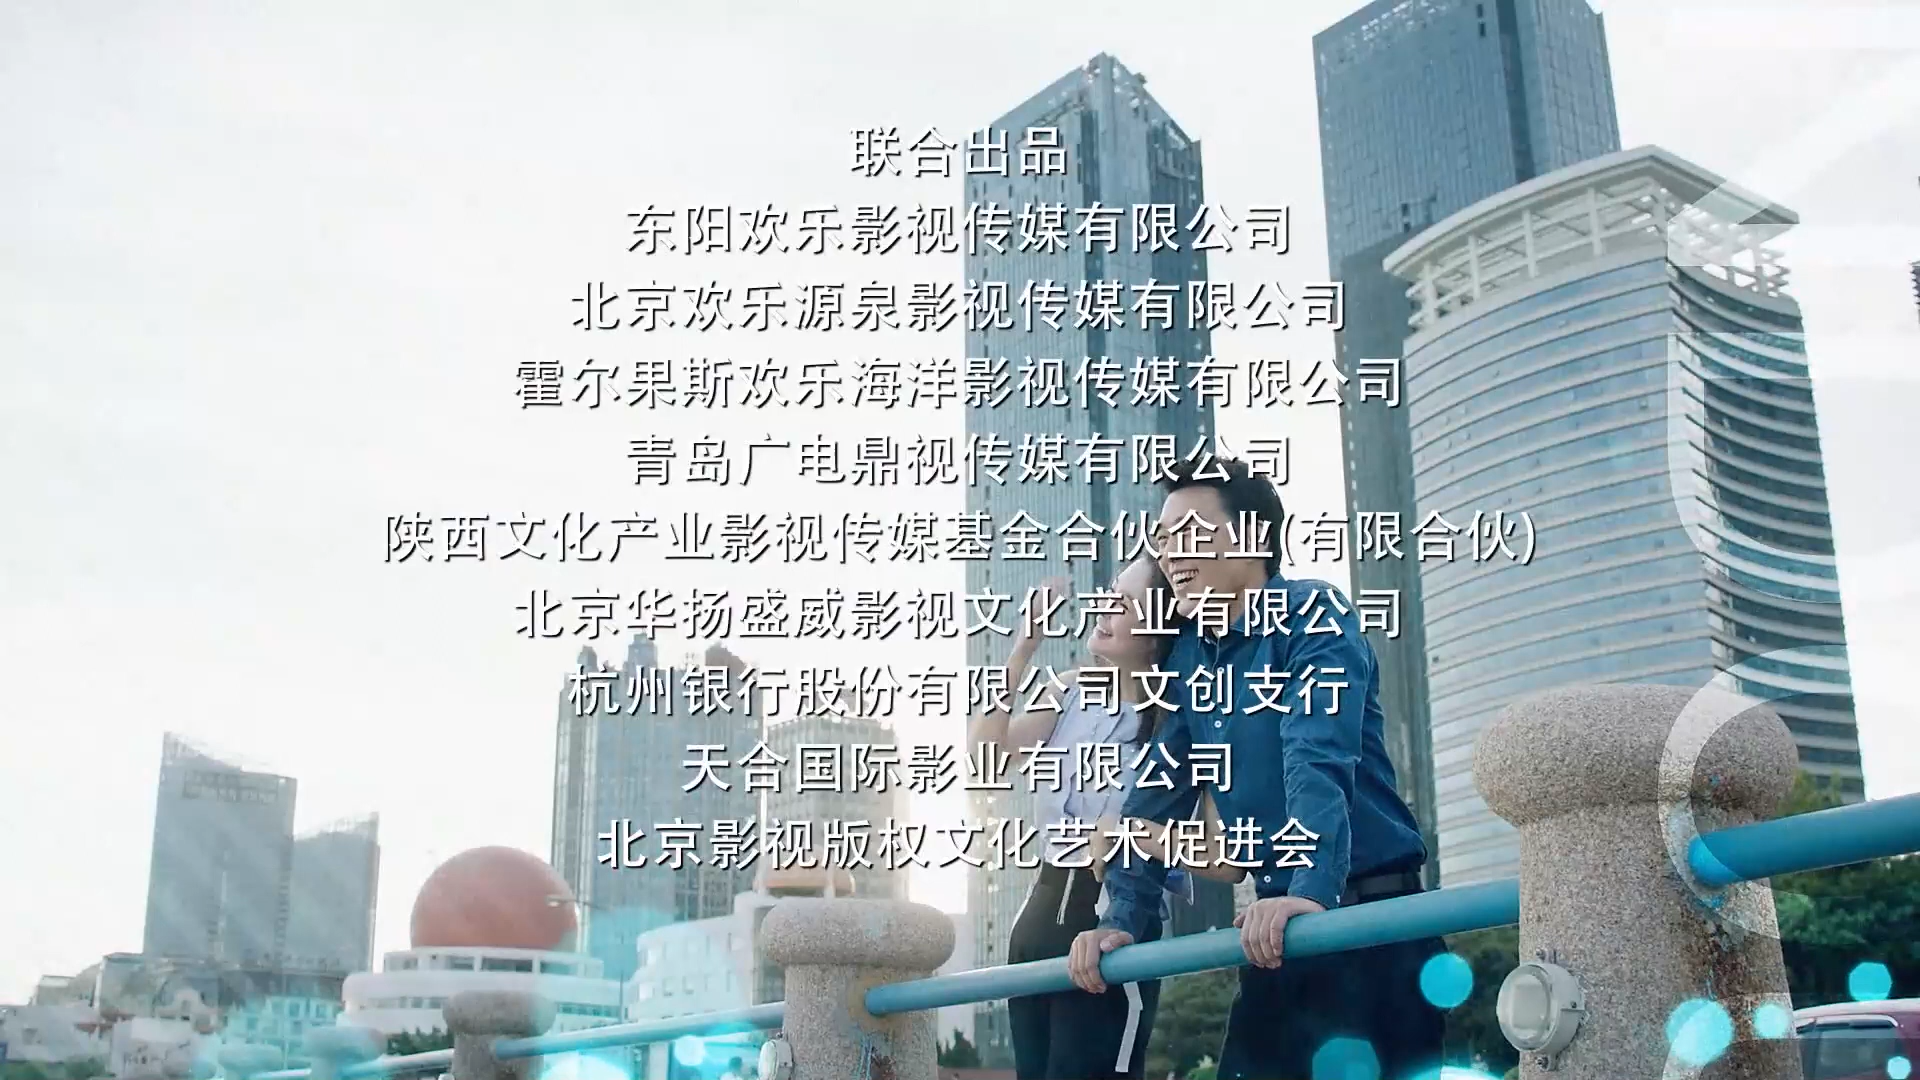 联合出品
东阳欢乐影视传媒有限公司
北京欢乐源泉影视传媒有限公司
霍尔果斯欢乐海洋影视传媒有限公司
青岛广电鼎视传媒有限公司
陕西文化产业影视传媒基金合伙企业(有限合伙)
北京华扬盛威影视文化产业有限公司
杭州银行股份有限公司文创支行
天合国际影业有限公司
北京影视版权文化艺术促进会